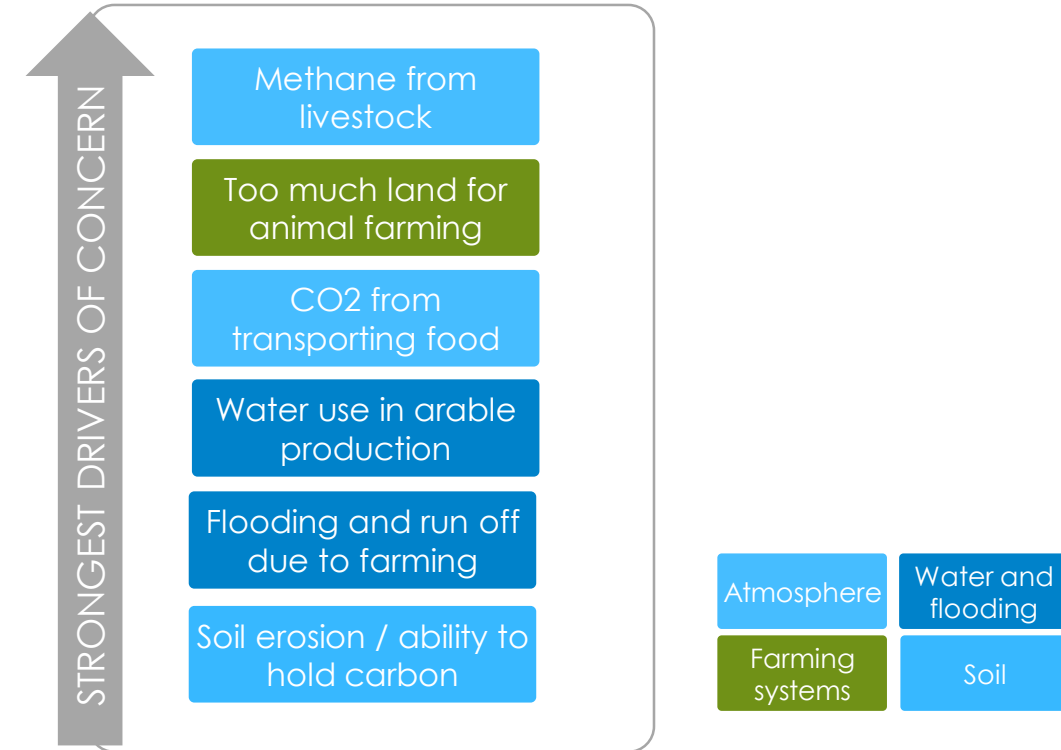 STRONGEST DRIVERS OF CONCERN
Methane from
livestock
Too much land for
animal farming
CO2 from
transporting food
Water use in arable
production
Flooding and run off
due to farming
Soil erosion / ability to
hold carbon
Atmosphere
Water and
flooding
Farming
systems
Soil